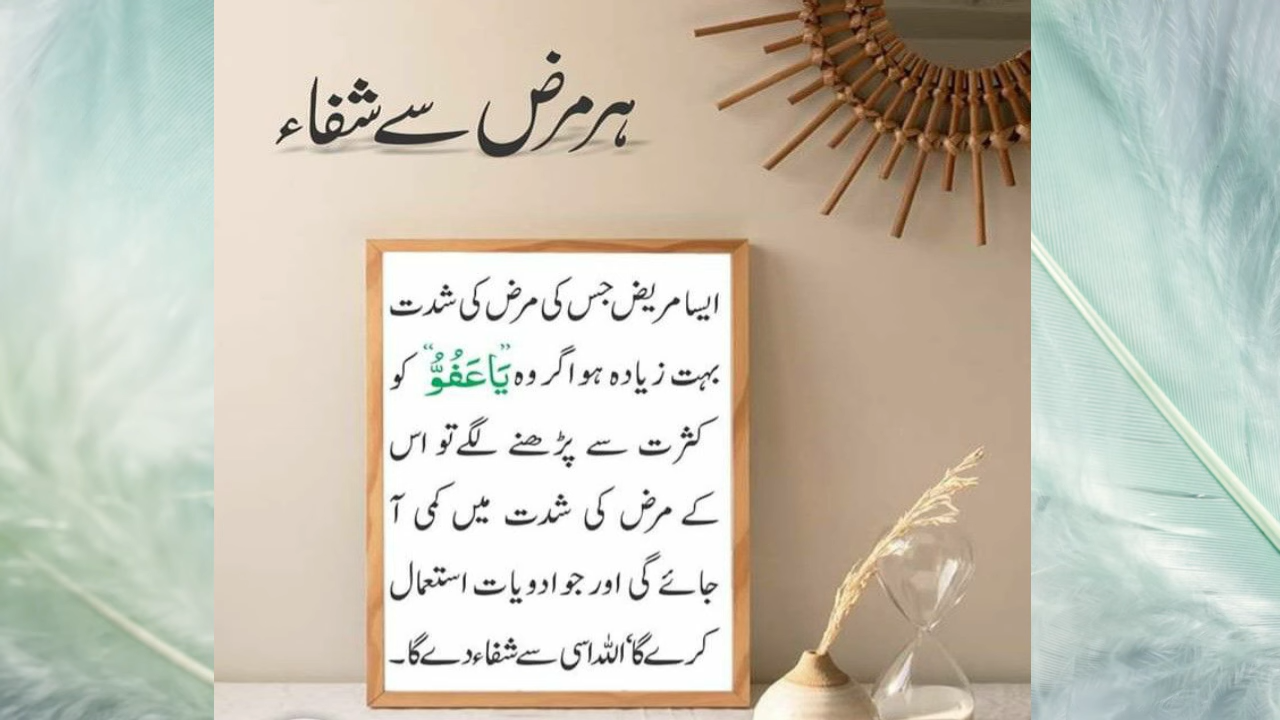 ہر مرض سے شفاء
ایسا مریض جس کی مرض کی شدت
بہت زیادہ ہو اگر وہ ”يَا عَفُوُّ“ کو
کثرت سے پڑھنے لگے تو اس
کے مرض کی شدت میں کمی آ
جائے گی اور جو ادویات استعمال
کرے گا‘ اللہ اسی سے شفاء دے گا۔